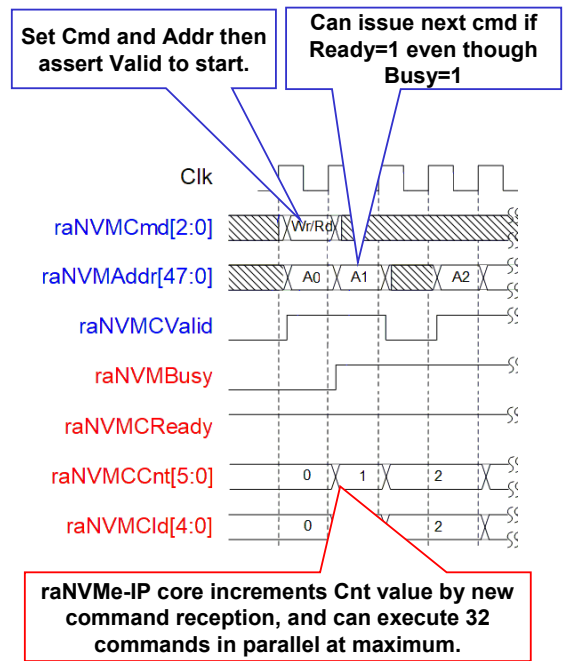 Set Cmd and Addr then
assert Valid to start.
Can issue next cmd if
Ready=1 even though
Busy=1
Clk
raNVMCmd[2:0]
Wr/Rd
raNVMAddr[47:0]
A0 A1 A2
raNVMCValid
raNVMBusy
raNVMCReady
raNVMCCnt[5:0]
0 1 2
raNVMCId[4:0]
0 2
raNVMe-IP core increments Cnt value by new
command reception, and can execute 32
commands in parallel at maximum.